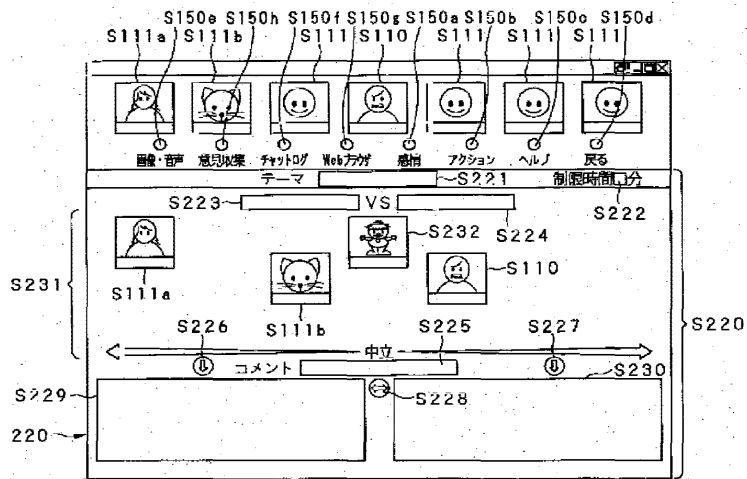 S150e S150h S150f S150g S150a S150b S150c S150d
S111a S111b S111 S110 S111 S111 S111
画像・音声 意見収集 チャットログ Webブラウザ 感情 アクション ヘルプ 戻る
テーマ S221 制限時間 分
S222
S223 VS
S224
S232
S231
S111a
S111b
S110
S220
S226 S225 S227
中立
コメント
S229 S230
S228
220